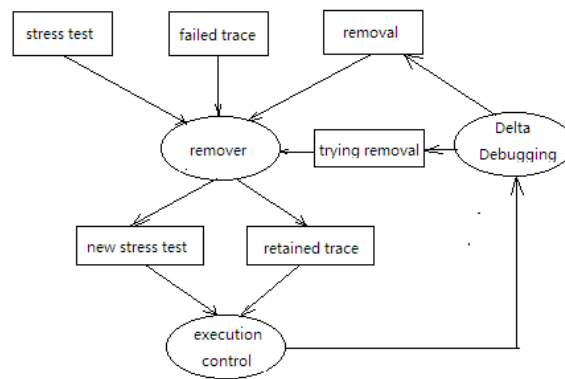 stress test
failed trace
removal
remover
trying removal
Delta
Debugging
new stress test
retained trace
execution
control